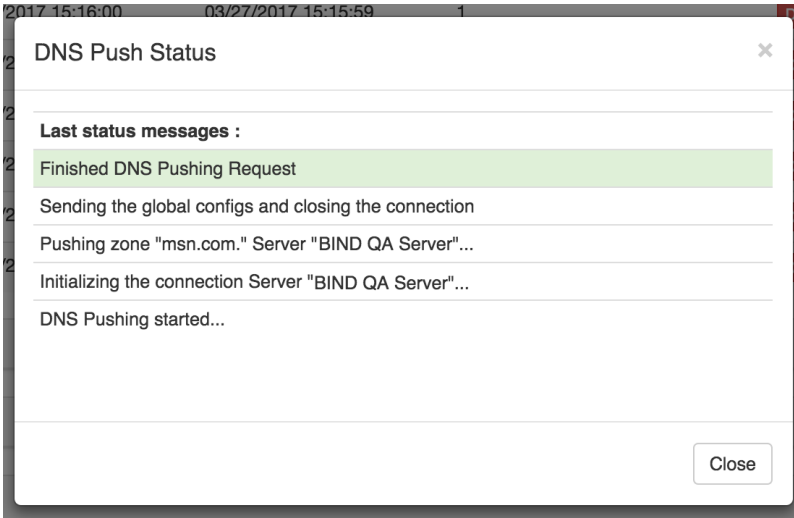 /2017 15:16:00 03/27/2017 15:15:59 1
DNS Push Status
×
Last status messages :
Finished DNS Pushing Request
Sending the global configs and closing the connection
Pushing zone "msn.com." Server "BIND QA Server"...
Initializing the connection Server "BIND QA Server"...
DNS Pushing started...
Close